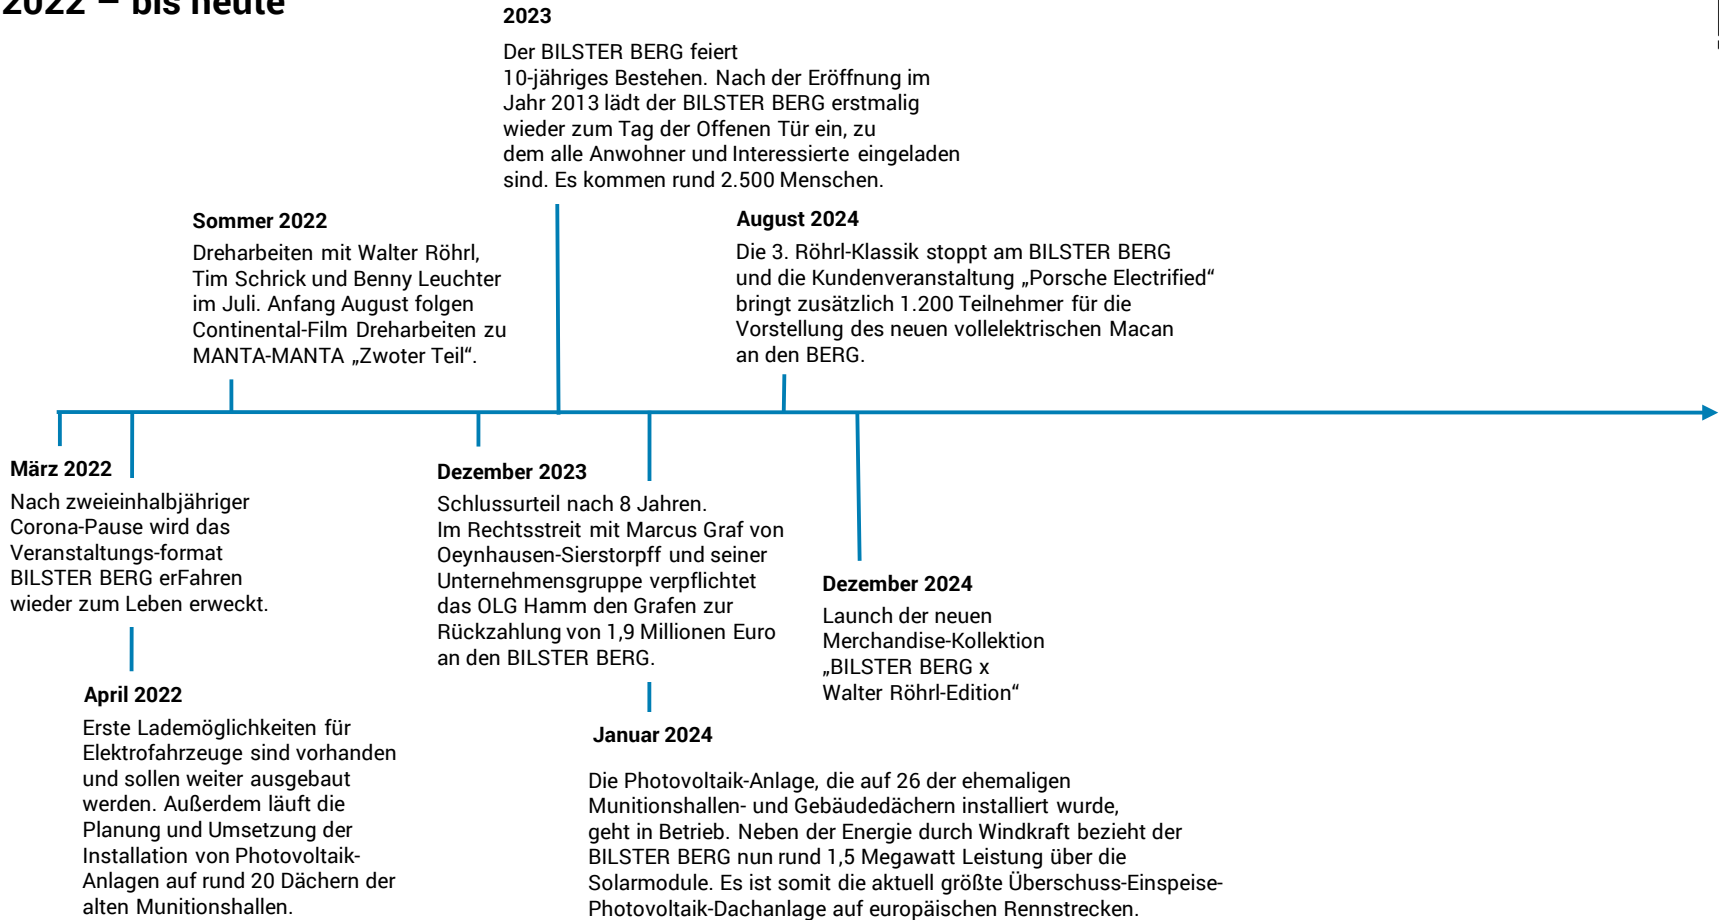 2022 – bis heute
2023
Der BILSTER BERG feiert
10-jähriges Bestehen. Nach der Eröffnung im
Jahr 2013 lädt der BILSTER BERG erstmalig
wieder zum Tag der Offenen Tür ein, zu
dem alle Anwohner und Interessierte eingeladen
sind. Es kommen rund 2.500 Menschen.
Sommer 2022
Dreharbeiten mit Walter Röhrl,
Tim Schrick und Benny Leuchter
im Juli. Anfang August folgen
Continental-Film Dreharbeiten zu
MANTA-MANTA „Zwoter Teil“.
August 2024
Die 3. Röhrl-Klassik stoppt am BILSTER BERG
und die Kundenveranstaltung „Porsche Electrified“
bringt zusätzlich 1.200 Teilnehmer für die
Vorstellung des neuen vollelektrischen Macan
an den BERG.
März 2022
Nach zweieinhalbjähriger
Corona-Pause wird das
Veranstaltungs-format
BILSTER BERG erFahren
wieder zum Leben erweckt.
April 2022
Erste Lademöglichkeiten für
Elektrofahrzeuge sind vorhanden
und sollen weiter ausgebaut
werden. Außerdem läuft die
Planung und Umsetzung der
Installation von Photovoltaik-
Anlagen auf rund 20 Dächern der
alten Munitionshallen.
Dezember 2023
Schlussurteil nach 8 Jahren.
Im Rechtsstreit mit Marcus Graf von
Oeynhausen-Sierstorpff und seiner
Unternehmensgruppe verpflichtet
das OLG Hamm den Grafen zur
Rückzahlung von 1,9 Millionen Euro
an den BILSTER BERG.
Januar 2024
Die Photovoltaik-Anlage, die auf 26 der ehemaligen
Munitionshallen- und Gebäudedächern installiert wurde,
geht in Betrieb. Neben der Energie durch Windkraft bezieht der
BILSTER BERG nun rund 1,5 Megawatt Leistung über die
Solarmodule. Es ist somit die aktuell größte Überschuss-Einspeise-
Photovoltaik-Dachanlage auf europäischen Rennstrecken.
Dezember 2024
Launch der neuen
Merchandise-Kollektion
„BILSTER BERG x
Walter Röhrl-Edition“